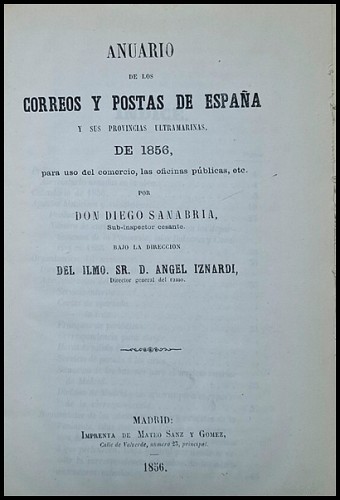 ANUARIO
DE LOS
CORREOS Y POSTAS DE ESPAÑA
Y SUS PROVINCIAS ULTRAMARINAS,
DE 1856,
para uso del comercio, las oficinas públicas, etc.
POR
DON DIEGO SANABRIA,
Sub-inspector cesante.
BAJO LA DIRECCION
DEL ILMO. SR. D. ANGEL IZNARDI,
Director general del ramo.
MADRID:
IMPRENTA DE MATEO SANZ Y GOMEZ,
Calle de Valverde, número 25, principal.
1856.